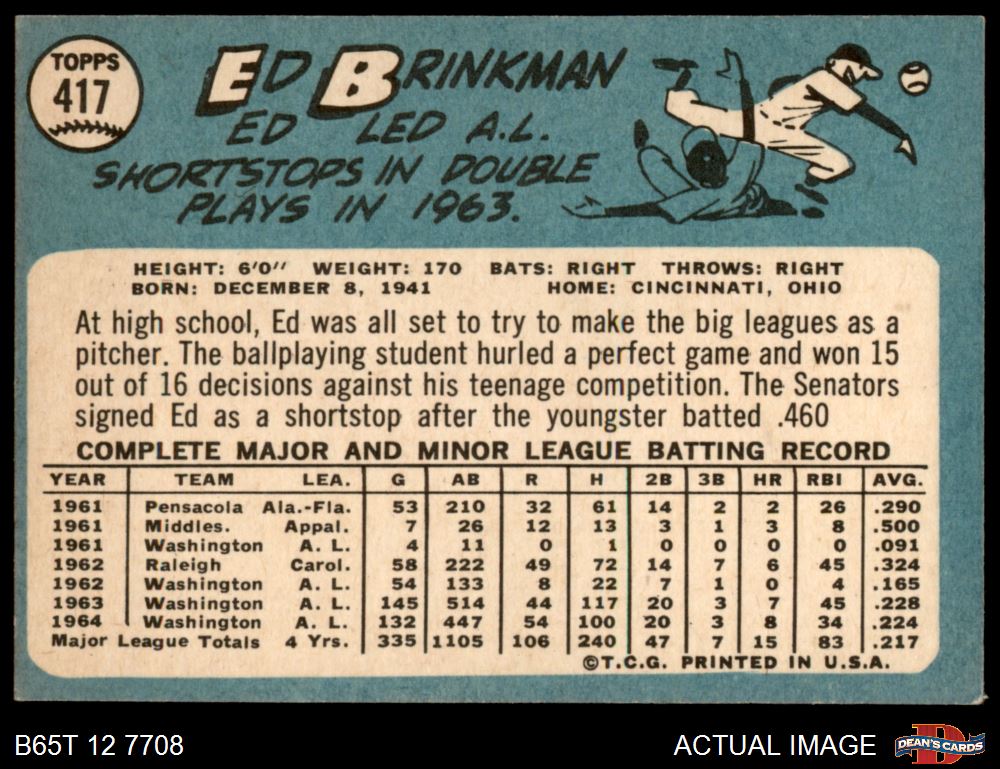 TOPPS
417
ED BRINKMAN
ED LED A.L.
SHORTSTOPS IN DOUBLE
PLAYS IN 1963.
HEIGHT: 6'0" WEIGHT: 170 BATS: RIGHT THROWS: RIGHT
BORN: DECEMBER 8, 1941 HOME: CINCINNATI, OHIO
At high school, Ed was all set to try to make the big leagues as a
pitcher. The ballplaying student hurled a perfect game and won 15
out of 16 decisions against his teenage competition. The Senators
signed Ed as a shortstop after the youngster batted .460
COMPLETE MAJOR AND MINOR LEAGUE BATTING RECORD
YEAR TEAM LEA. G AB R H 2B 3B HR RBI AVG.
1961 Pensacola Ala.-Fla. 53 210 32 61 14 2 2 26 .290
1961 Middles. Appal. 7 26 12 13 3 1 3 8 .500
1961 Washington A. L. 4 11 0 1 0 0 0 0 .091
1962 Raleigh Carol. 58 222 49 72 14 7 6 45 .324
1962 Washington A. L. 54 133 8 22 7 1 0 4 .165
1963 Washington A. L. 145 514 44 117 20 3 7 45 .228
1964 Washington A. L. 132 447 54 100 20 3 8 34 .224
Major League Totals 4 Yrs. 335 1105 106 240 47 7 15 83 .217
©T.C.G. PRINTED IN U.S.A.
B65T 12 7708
ACTUAL IMAGE
D
DEAN'S CARDS